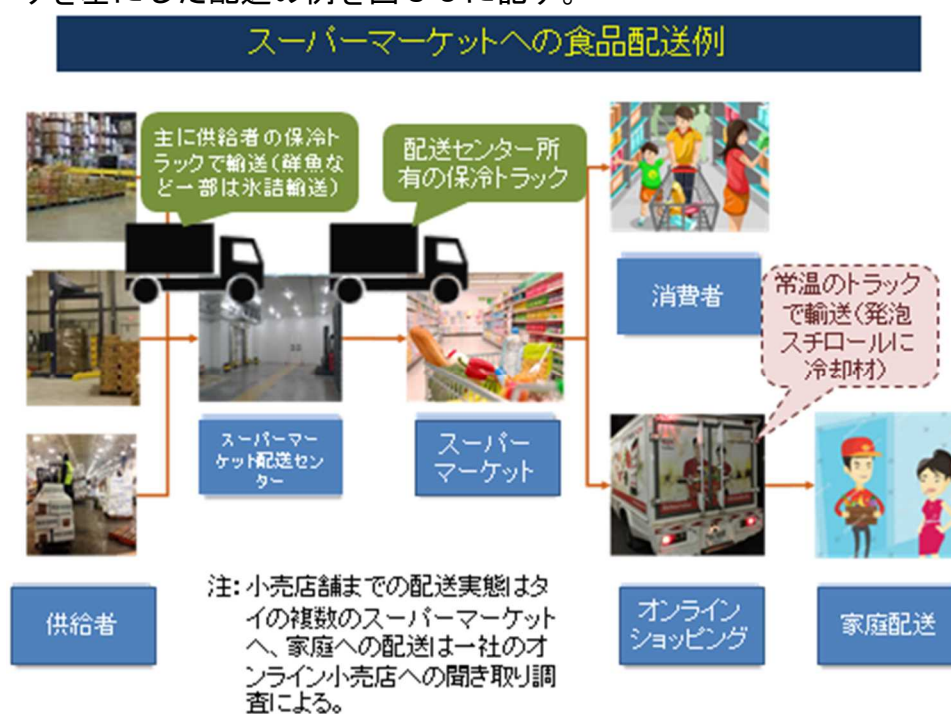 スーパーマーケットへの食品配送例
主に供給者の保冷ト
ラックで輸送(鮮魚な
ど一部は氷詰輸送)
配送センター所
有の保冷トラック
消費者
常温のトラック
で輸送(発泡
スチロールに
冷却材)
スーパーマー
ケット配送セン
ター
スーパー
マーケット
供給者
オンライン
ショッピング
家庭配送
注: 小売店舗までの配送実態はタ
イの複数のスーパーマーケット
へ、家庭への配送は一社のオ
ンライン小売店への聞き取り調
査による。